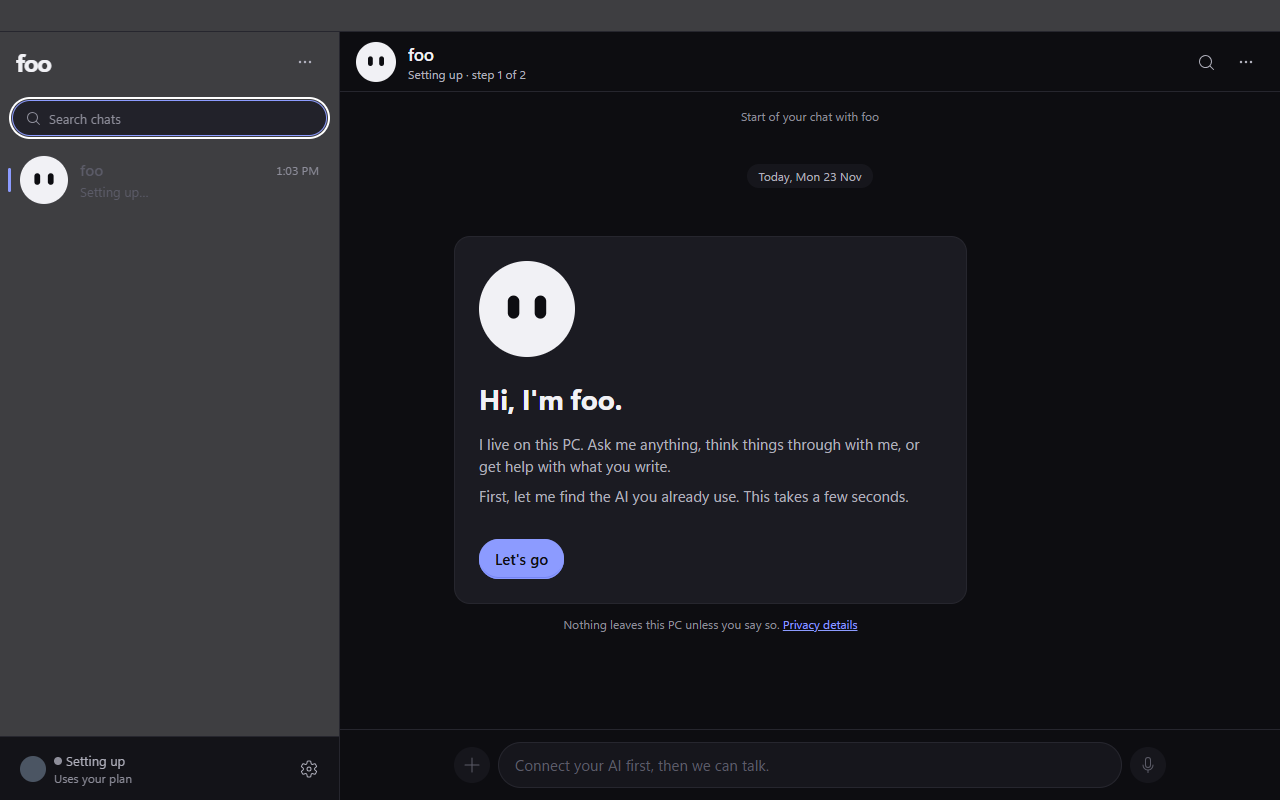 foo
Search chats
foo
1:03 PM
Setting up...
Setting up
Uses your plan
foo
Setting up · step 1 of 2
Start of your chat with foo
Today, Mon 23 Nov
Hi, I'm foo.
I live on this PC. Ask me anything, think things through with me, or
get help with what you write.
First, let me find the AI you already use. This takes a few seconds.
Let's go
Nothing leaves this PC unless you say so. Privacy details
Connect your AI first, then we can talk.